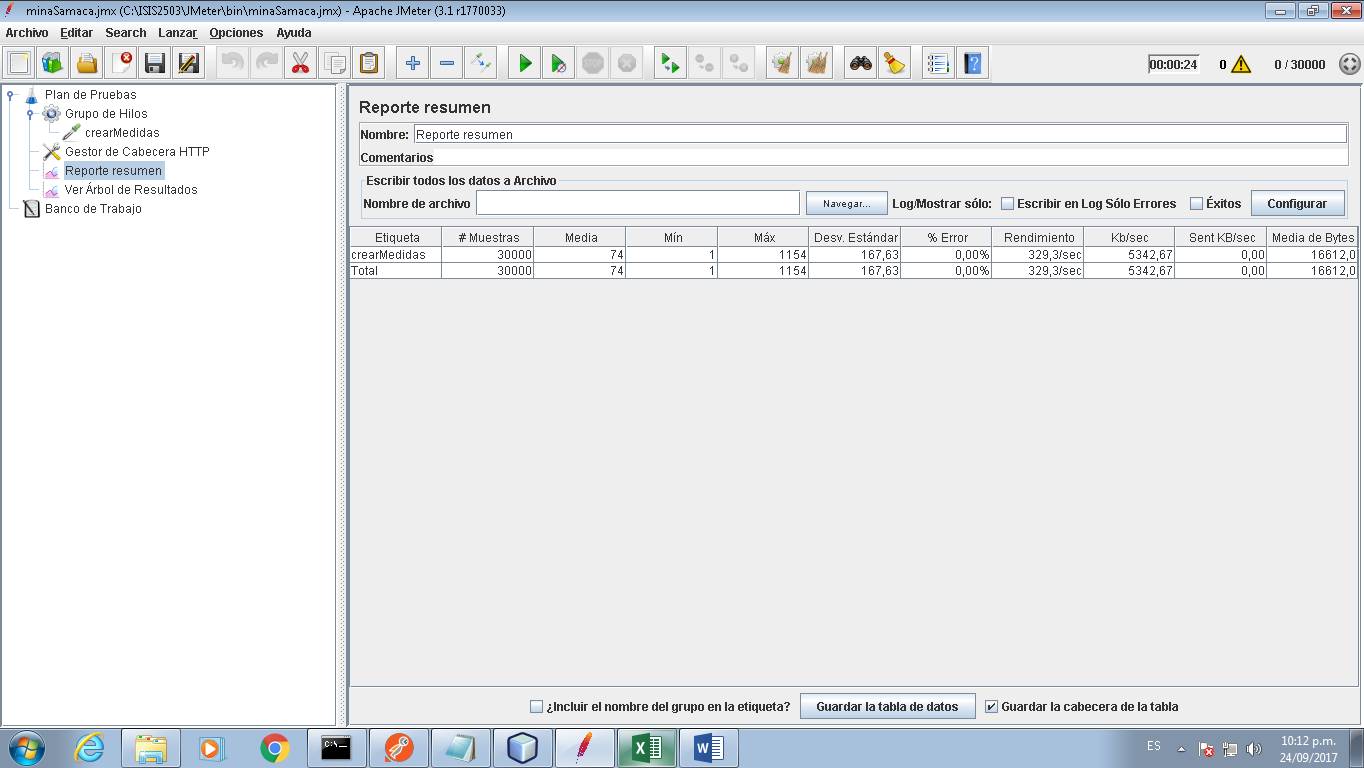 minaSamaca.jmx (C:\ISIS2503\JMeter\bin\minaSamaca.jmx) - Apache JMeter (3.1 r1770033)
Archivo Editar Search Lanzar Opciones Ayuda
00:00:24 0 0 / 30000
Plan de Pruebas
Grupo de Hilos
crearMedidas
Gestor de Cabecera HTTP
Reporte resumen
Ver Árbol de Resultados
Banco de Trabajo
Reporte resumen
Nombre: Reporte resumen
Comentarios
Escribir todos los datos a Archivo
Nombre de archivo Navegar... Log/Mostrar sólo: Escribir en Log Sólo Errores Éxitos Configurar
Etiqueta # Muestras Media Mín Máx Desv. Estándar % Error Rendimiento Kb/sec Sent KB/sec Media de Bytes
crearMedidas 30000 74 1 1154 167,63 0,00% 329,3/sec 5342,67 0,00 16612,0
Total 30000 74 1 1154 167,63 0,00% 329,3/sec 5342,67 0,00 16612,0
¿Incluir el nombre del grupo en la etiqueta? Guardar la tabla de datos Guardar la cabecera de la tabla
C:\_
ES
10:12 p.m.
24/09/2017